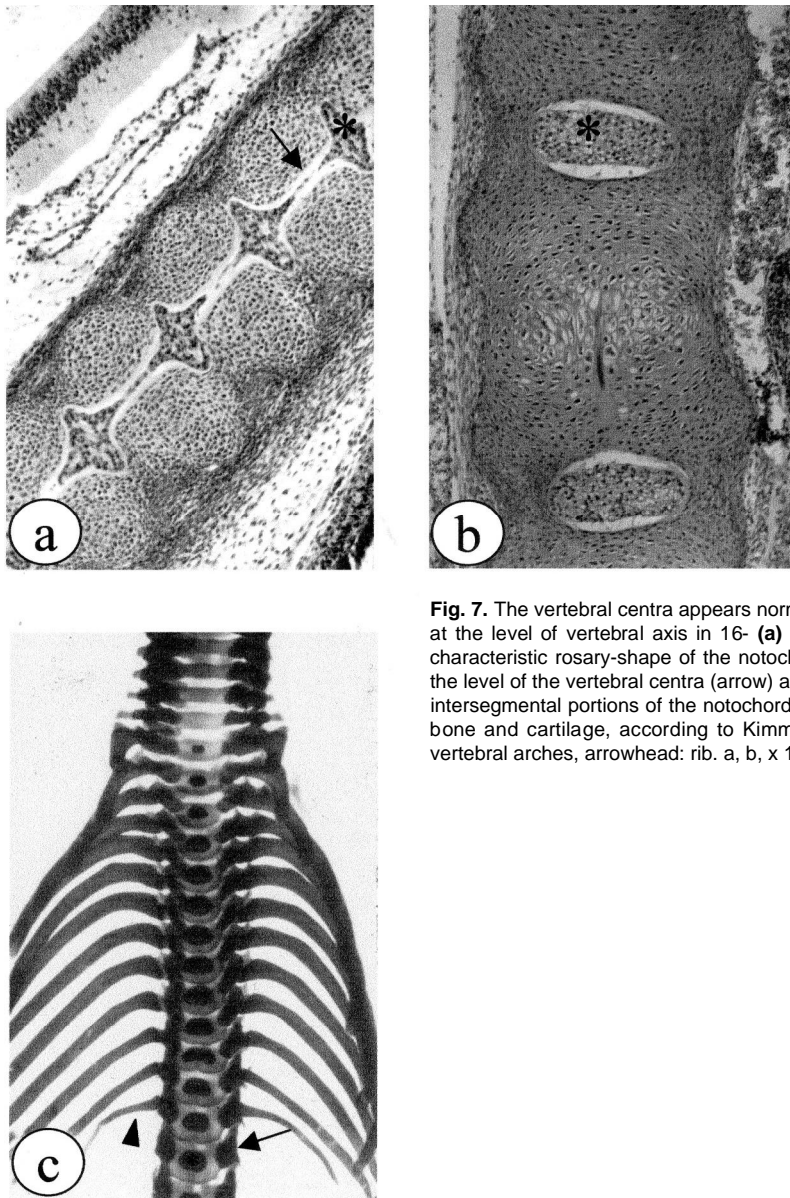 a
b
Fig. 7. The vertebral centra appears norm
at the level of vertebral axis in 16- (a)
characteristic rosary-shape of the notoch
the level of the vertebral centra (arrow) a
intersegmental portions of the notochord
bone and cartilage, according to Kimm
vertebral arches, arrowhead: rib. a, b, x 1
c